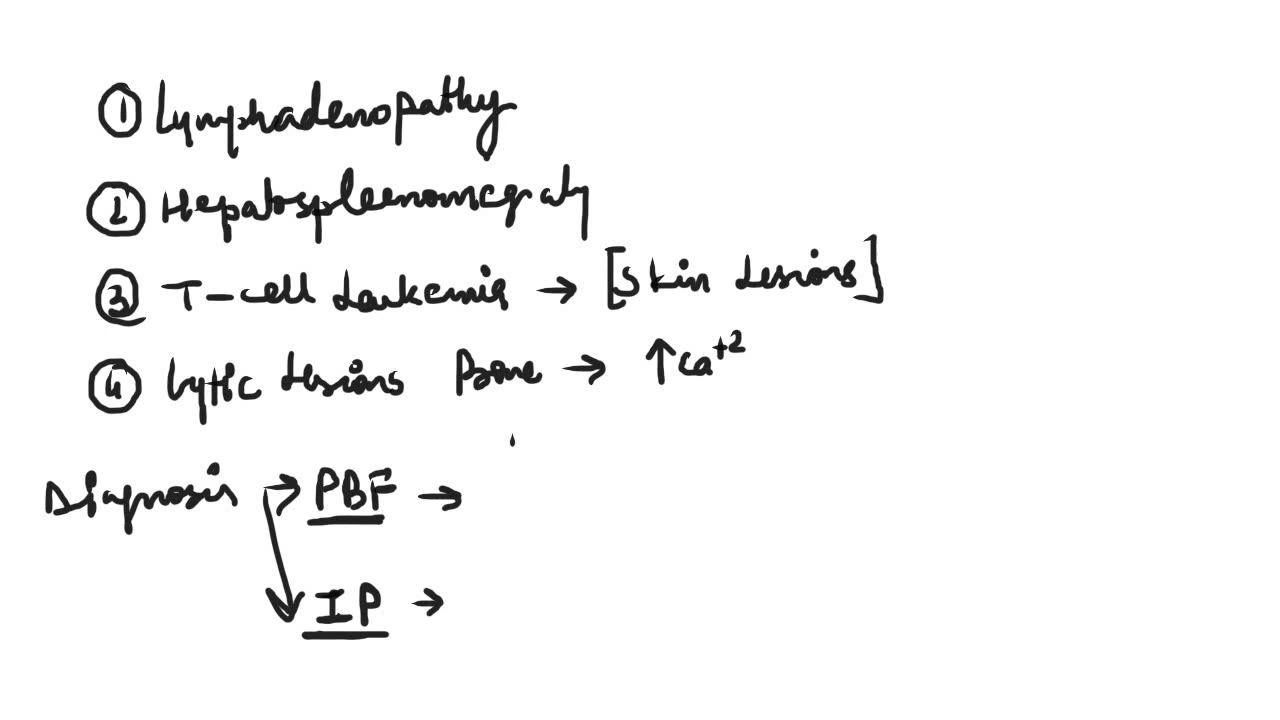 ① Lymphadenopathy
② Hepatospleenomegaly
③ T-cell Leukemia → [Skin Lesions]
④ Lytic Lesions Bone → ↑ Ca⁺²
Diagnosis → PBF →
↘ IP →